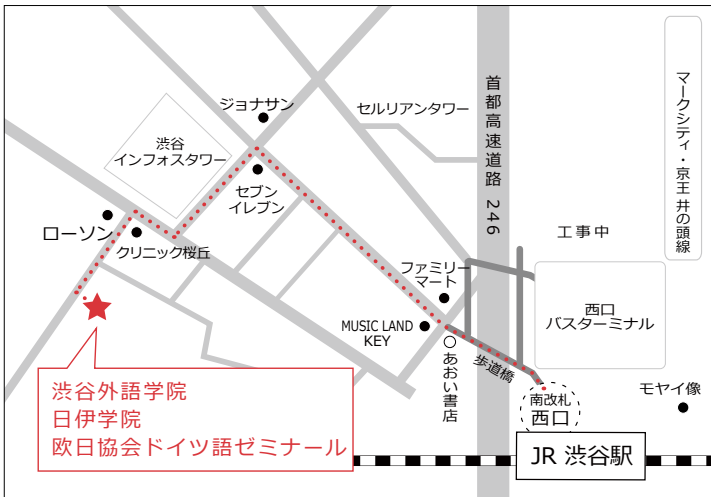 ジョナサン
セルリアンタワー
首都高速道路 246
マークシティ・京王 井の頭線
渋谷
インフォスタワー
セブン
イレブン
ローソン
クリニック桜丘
工事中
ファミリー
マート
西口
バスターミナル
MUSIC LAND
KEY
あおい書店
歩道橋
南改札
西口
モヤイ像
渋谷外語学院
日伊学院
欧日協会ドイツ語ゼミナール
JR 渋谷駅